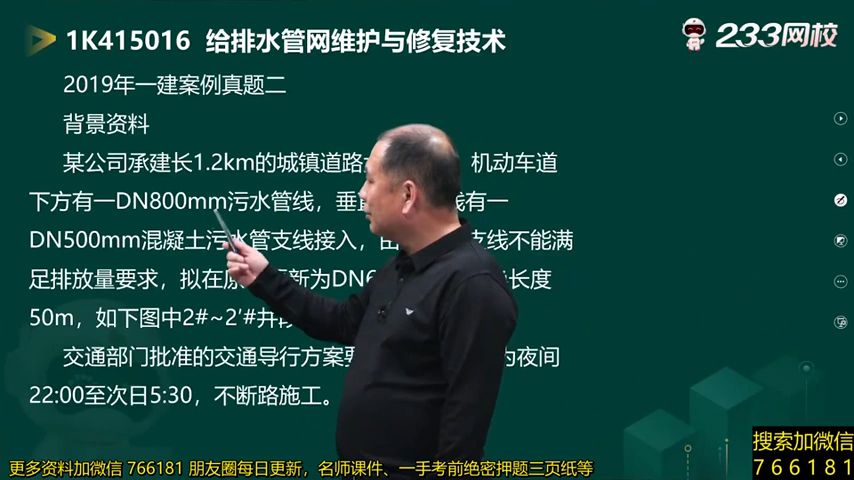 1K415016 给排水管网维护与修复技术
233网校
2019年一建案例真题二
背景资料
某公司承建长1.2km的城镇道路 机动车道
下方有一DN800mm污水管线，垂 线有一
DN500mm混凝土污水管支线接入，由 支线不能满
足排放量要求，拟在原 更新为DN6 长度
50m，如下图中2#~2'#井段
交通部门批准的交通导行方案要 为夜间
22:00至次日5:30，不断路施工。
搜索加微信
766181
更多资料加微信 766181 朋友圈每日更新，名师课件、一手考前绝密押题三页纸等